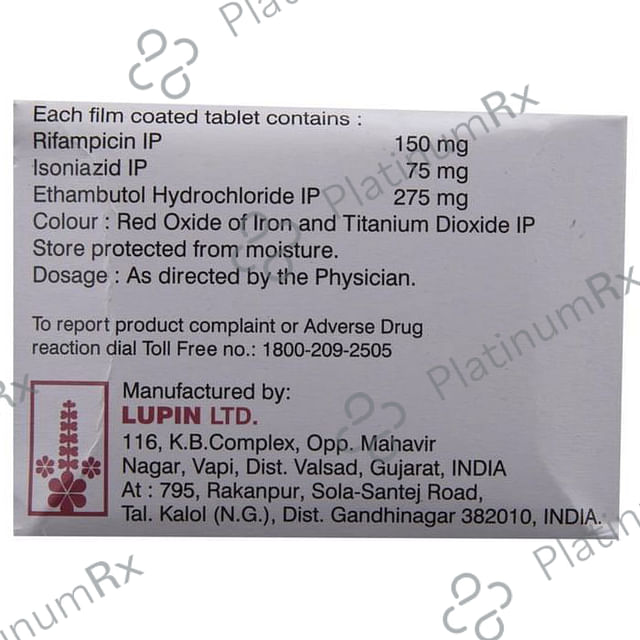 Each film coated tablet contains :
Rifampicin IP 150 mg
Isoniazid IP 75 mg
Ethambutol Hydrochloride IP 275 mg
Colour : Red Oxide of Iron and Titanium Dioxide IP
Store protected from moisture.
Dosage : As directed by the Physician.
To report product complaint or Adverse Drug
reaction dial Toll Free no.: 1800-209-2505
Manufactured by:
LUPIN LTD.
116, K.B.Complex, Opp. Mahavir
Nagar, Vapi, Dist. Valsad, Gujarat, INDIA
At : 795, Rakanpur, Sola-Santej Road,
Tal. Kalol (N.G.), Dist. Gandhinagar 382010, INDIA.
PlatinumRx
PlatinumRx
PlatinumRx